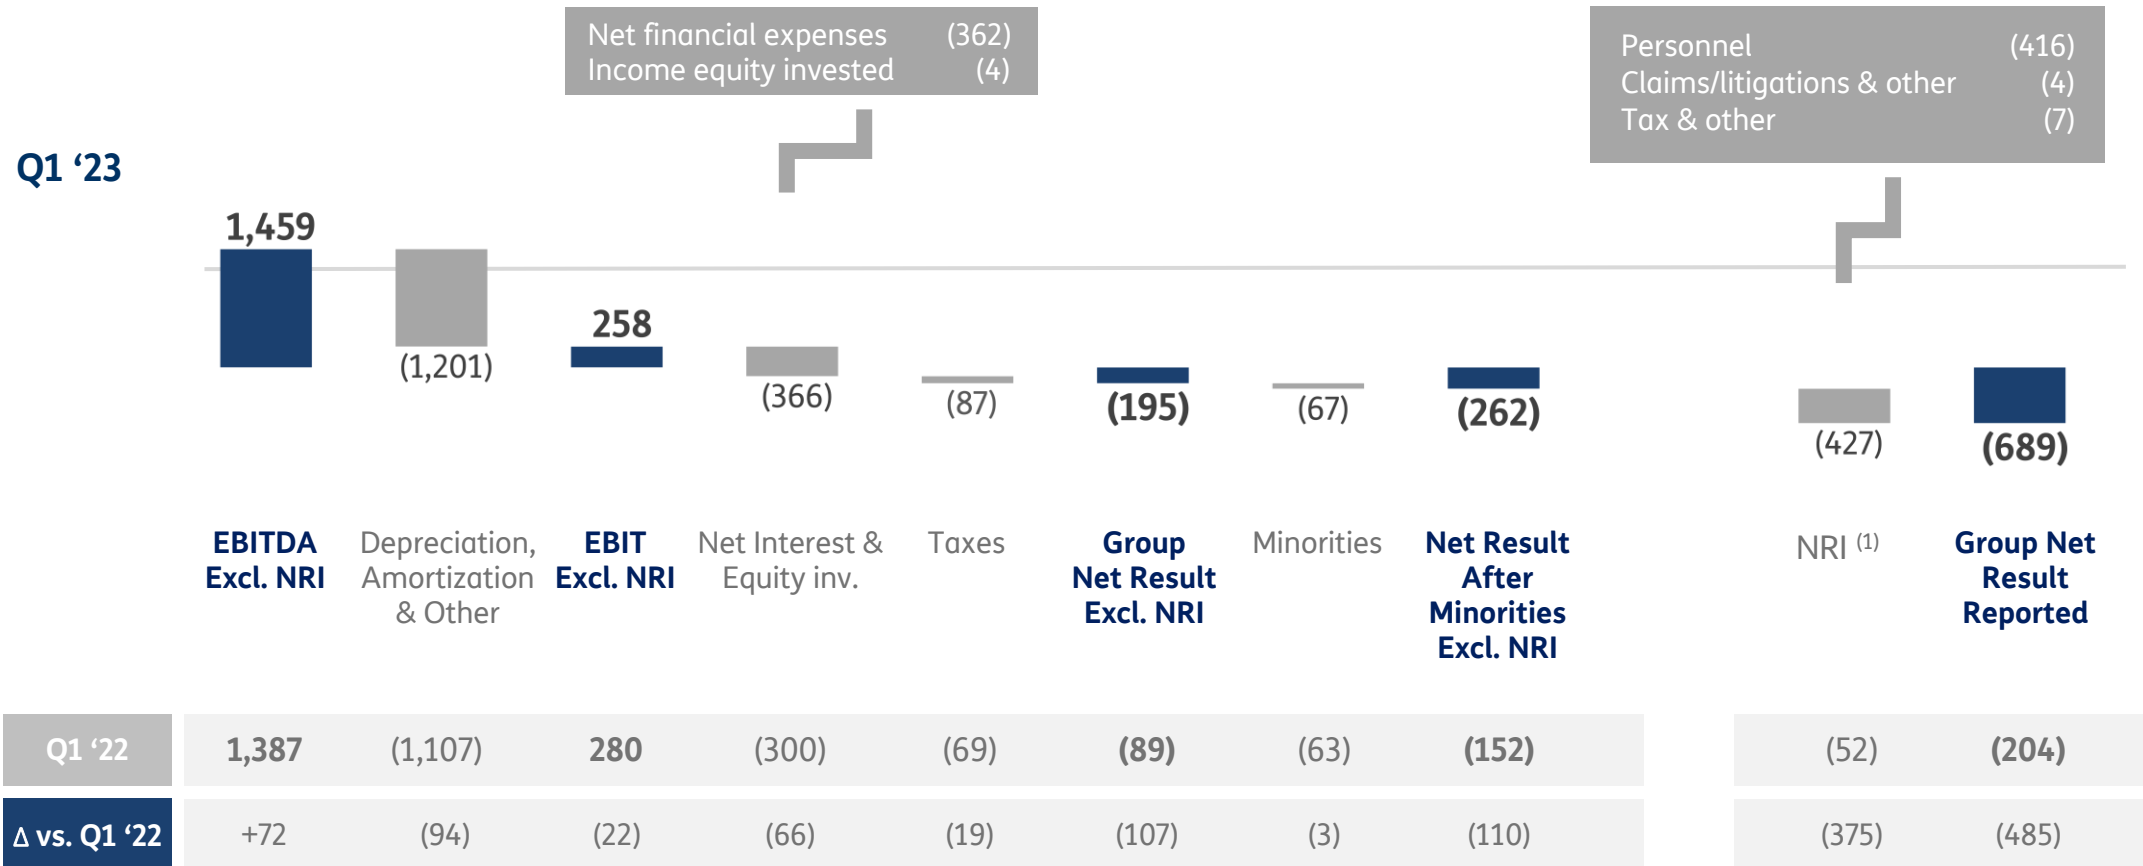 Net financial expenses (362)
Income equity invested (4)
Personnel (416)
Claims/litigations & other (4)
Tax & other (7)
Q1 ‘23
1,459
(1,201)
258
(366)
(87)
(195)
(67)
(262)
(427)
(689)
EBITDA
Excl. NRI
Depreciation,
Amortization
& Other
EBIT
Excl. NRI
Net Interest &
Equity inv.
Taxes
Group
Net Result
Excl. NRI
Minorities
Net Result
After
Minorities
Excl. NRI
NRI (1)
Group Net
Result
Reported
Q1 ‘22 1,387 (1,107) 280 (300) (69) (89) (63) (152) (52) (204)
Δ vs. Q1 ‘22 +72 (94) (22) (66) (19) (107) (3) (110) (375) (485)